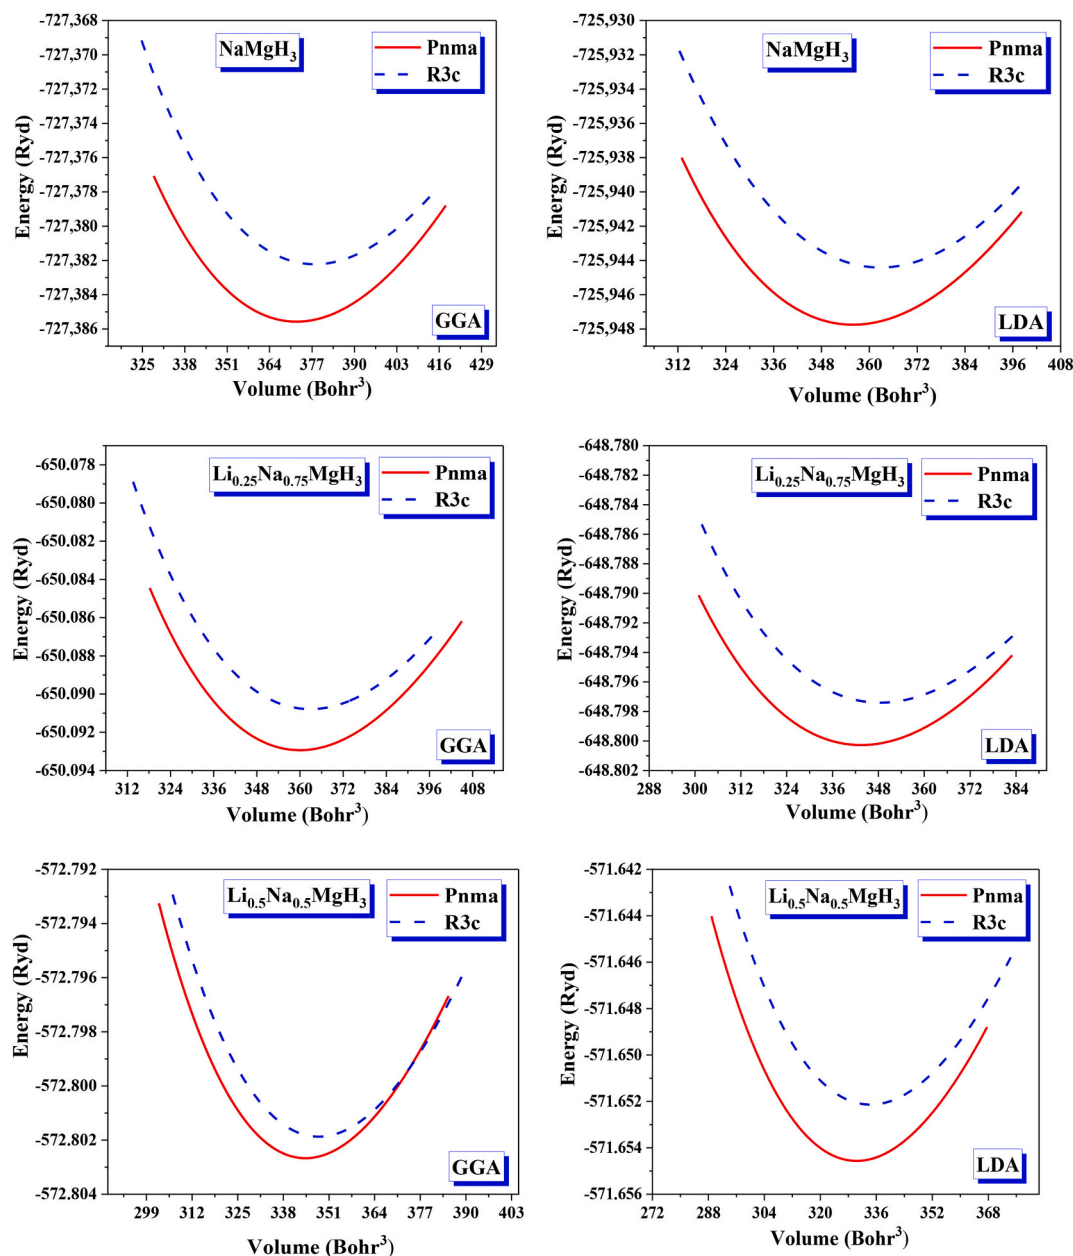 NaMgH3
Pnma
R3c
GGA
Energy (Ryd)
-727,368
-727,370
-727,372
-727,374
-727,376
-727,378
-727,380
-727,382
-727,384
-727,386
325 338 351 364 377 390 403 416 429
Volume (Bohr3)
NaMgH3
Pnma
R3c
LDA
Energy (Ryd)
-725,930
-725,932
-725,934
-725,936
-725,938
-725,940
-725,942
-725,944
-725,946
-725,948
312 324 336 348 360 372 384 396 408
Volume (Bohr3)
Li0.25Na0.75MgH3
Pnma
R3c
GGA
Energy (Ryd)
-650.078
-650.080
-650.082
-650.084
-650.086
-650.088
-650.090
-650.092
-650.094
312 324 336 348 360 372 384 396 408
Volume (Bohr3)
Li0.25Na0.75MgH3
Pnma
R3c
LDA
Energy (Ryd)
-648.780
-648.782
-648.784
-648.786
-648.788
-648.790
-648.792
-648.794
-648.796
-648.798
-648.800
-648.802
288 300 312 324 336 348 360 372 384
Volume (Bohr3)
Li0.5Na0.5MgH3
Pnma
R3c
GGA
Energy (Ryd)
-572.792
-572.794
-572.796
-572.798
-572.800
-572.802
-572.804
299 312 325 338 351 364 377 390 403
Volume (Bohr3)
Li0.5Na0.5MgH3
Pnma
R3c
LDA
Energy (Ryd)
-571.642
-571.644
-571.646
-571.648
-571.650
-571.652
-571.654
-571.656
272 288 304 320 336 352 368
Volume (Bohr3)